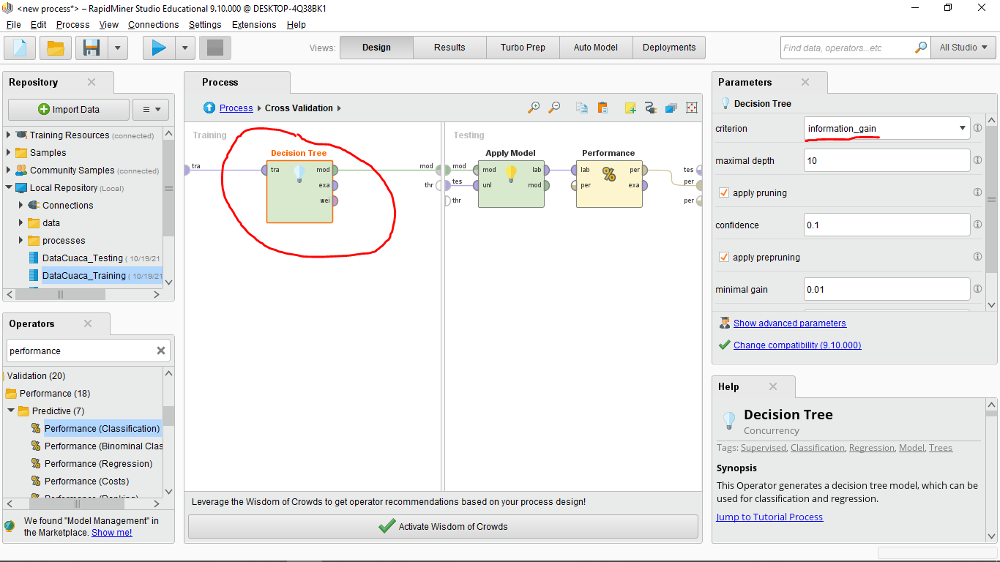 <new process*> – RapidMiner Studio Educational 9.10.000 @ DESKTOP-4Q38BK1
File Edit Process View Connections Settings Extensions Help
Views: Design Results Turbo Prep Auto Model Deployments
Find data, operators...etc
All Studio
Repository
Import Data
Training Resources (connected)
Samples
Community Samples (connected)
Local Repository (Local)
Connections
data
processes
DataCuaca_Testing ( 10/19/21
DataCuaca_Training ( 10/19/21
Operators
performance
Validation (20)
Performance (18)
Predictive (7)
Performance (Classification)
Performance (Binominal Clas
Performance (Regression)
Performance (Costs)
We found "Model Management" in
the Marketplace. Show me!
Process
Process Cross Validation
Training
Testing
tra
Decision Tree
tra mod
exa
wei
mod
thr
mod
tes
thr
Apply Model
mod lab
unl mod
Performance
lab per
per exa
tes
per
per
Leverage the Wisdom of Crowds to get operator recommendations based on your process design!
Activate Wisdom of Crowds
Parameters
Decision Tree
criterion information_gain
maximal depth 10
apply pruning
confidence 0.1
apply prepruning
minimal gain 0.01
Show advanced parameters
Change compatibility (9.10.000)
Help
Decision Tree
Concurrency
Tags: Supervised, Classification, Regression, Model, Trees
Synopsis
This Operator generates a decision tree model, which can be
used for classification and regression.
Jump to Tutorial Process